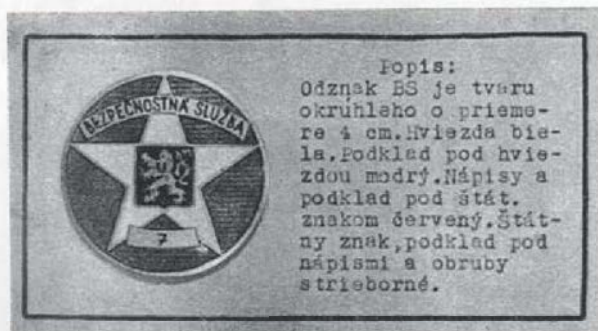 BEZPEČNOSTNÁ SLUŽBA
7
Popis:
Odznak BS je tvaru
okrúhleho o prieme-
re 4 cm.Hviezda bie-
la.Podklad pod hvie-
zdou modrý.Nápisy a
podklad pod štát.
znakom červený.Štát-
ny znak,podklad pod
nápismi a obruby
strieborné.